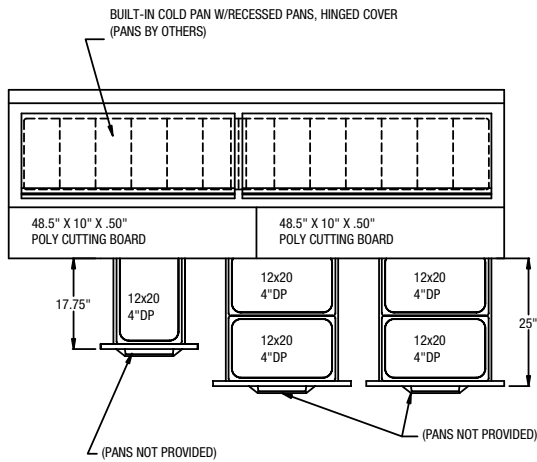 BUILT-IN COLD PAN W/RECESSED PANS, HINGED COVER
(PANS BY OTHERS)
48.5" X 10" X .50"
POLY CUTTING BOARD
48.5" X 10" X .50"
POLY CUTTING BOARD
17.75"
12x20
4"DP
12x20
4"DP
12x20
4"DP
25"
12x20
4"DP
12x20
4"DP
(PANS NOT PROVIDED)
(PANS NOT PROVIDED)